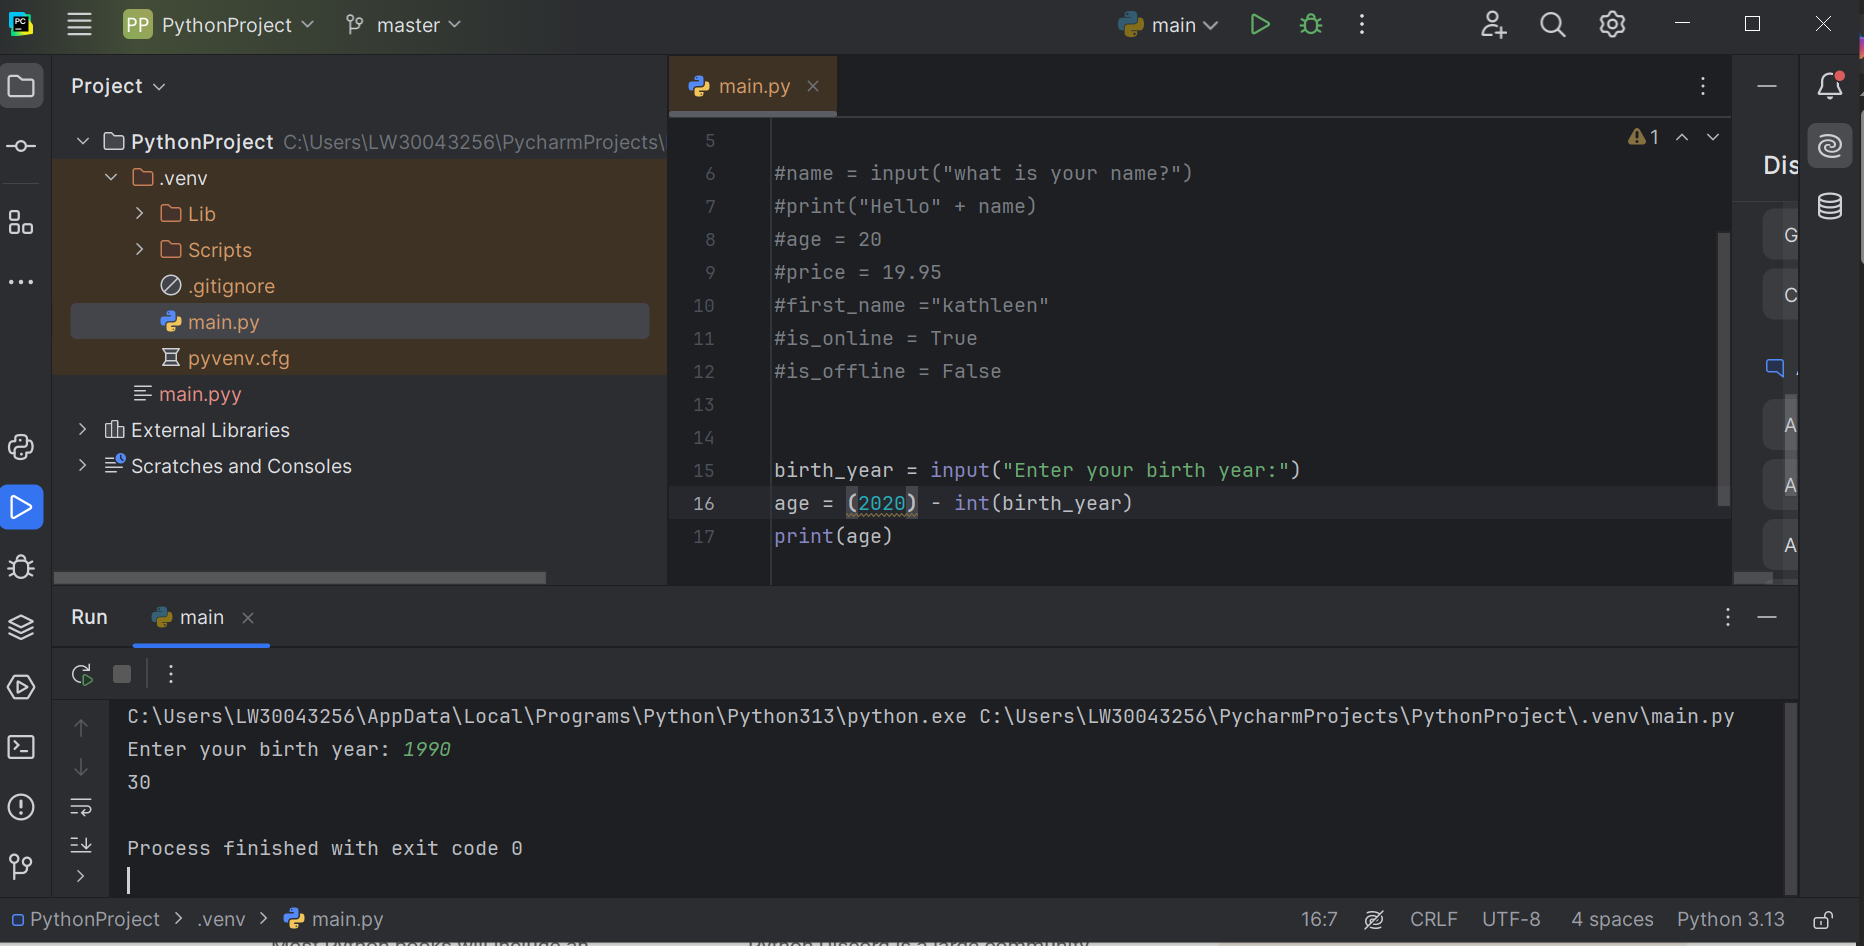 PC
PP PythonProject master main
Project
main.py
PythonProject C:\Users\LW30043256\PycharmProjects\
.venv
Lib
Scripts
.gitignore
main.py
pyvenv.cfg
main.pyy
External Libraries
Scratches and Consoles
1
5
6 #name = input("what is your name?")
7 #print("Hello" + name)
8 #age = 20
9 #price = 19.95
10 #first_name ="kathleen"
11 #is_online = True
12 #is_offline = False
13
14
15 birth_year = input("Enter your birth year:")
16 age = (2020) - int(birth_year)
17 print(age)
Dis
G
C
A
A
A
Run main
C:\Users\LW30043256\AppData\Local\Programs\Python\Python313\python.exe C:\Users\LW30043256\PycharmProjects\PythonProject\.venv\main.py
Enter your birth year: 1990
30
Process finished with exit code 0
PythonProject > .venv > main.py
16:7 CRLF UTF-8 4 spaces Python 3.13